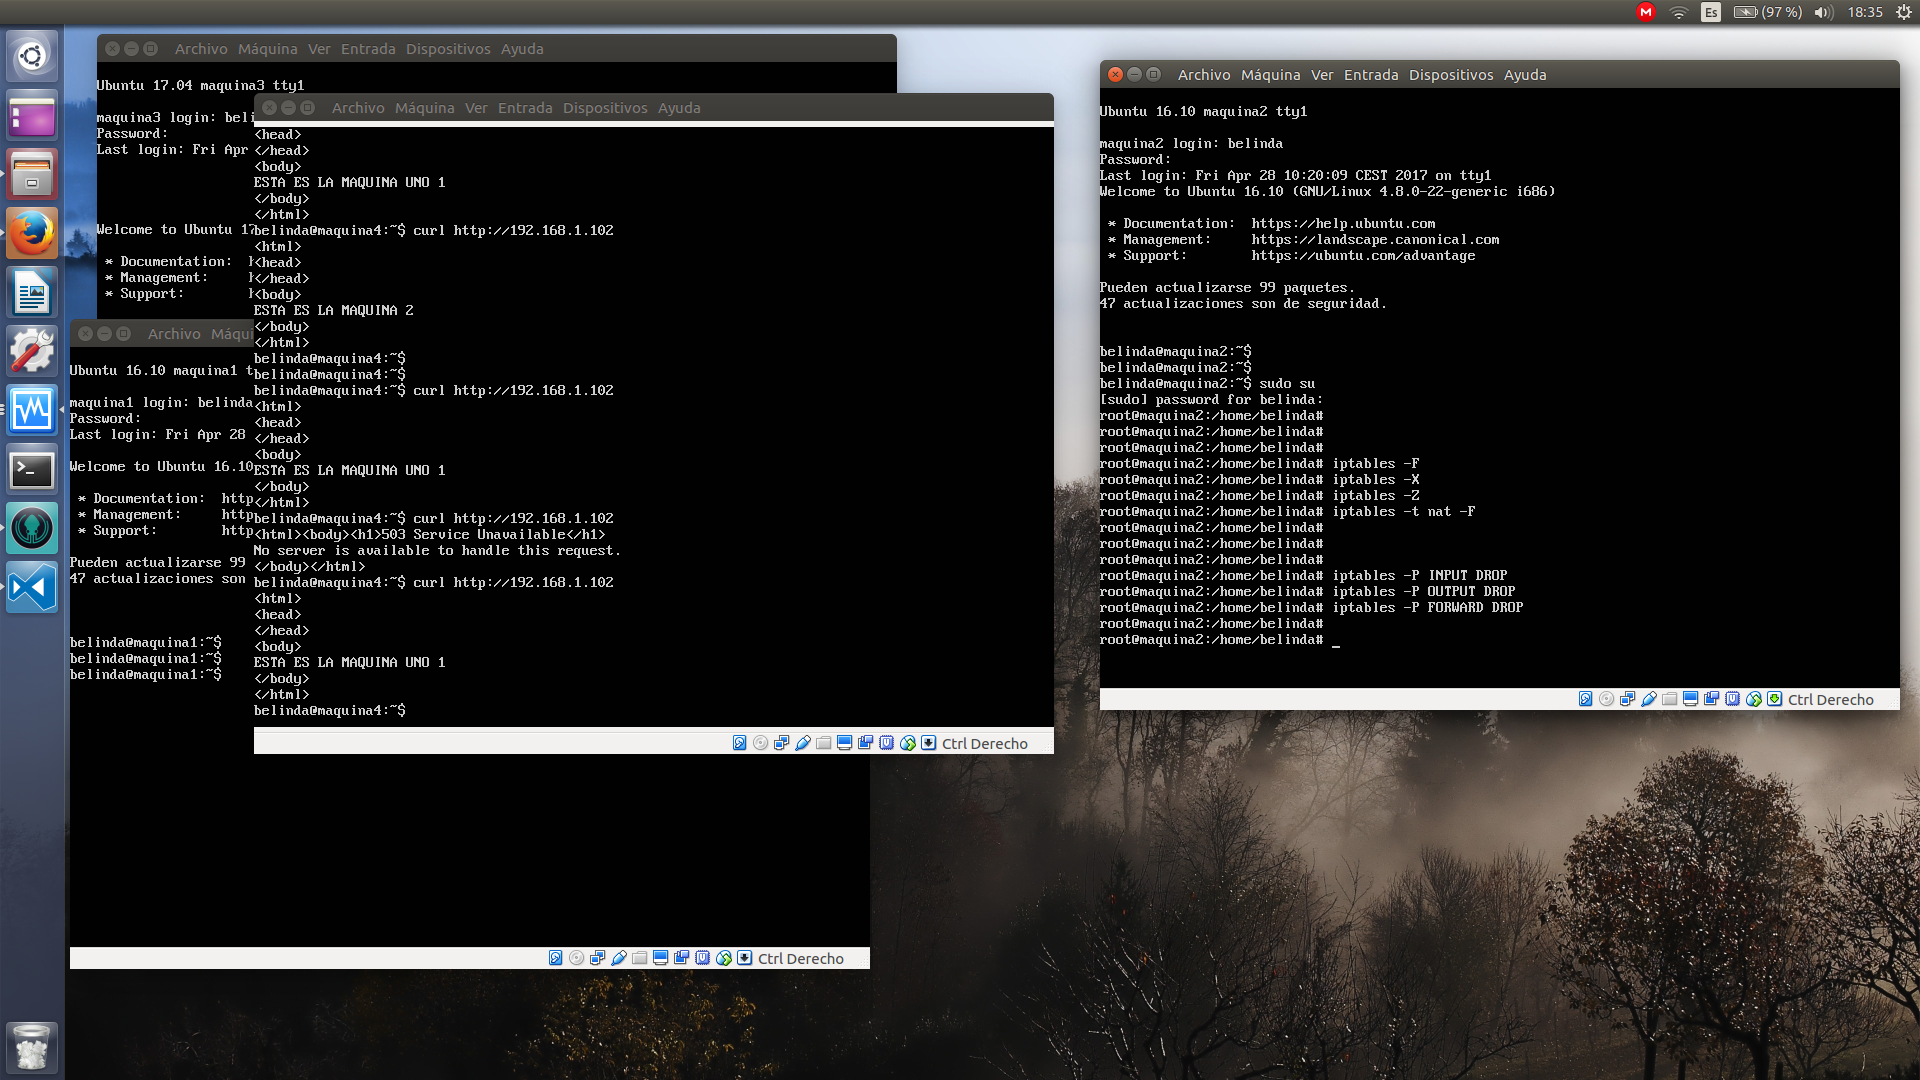 Es
(97 %)
18:35
Archivo Máquina Ver Entrada Dispositivos Ayuda
Ubuntu 17.04 maquina3 tty1
maquina3 login: beli
Password:
Last login: Fri Apr
Welcome to Ubuntu 17
* Documentation: h
* Management: h
* Support: h
Archivo Máqui
Ubuntu 16.10 maquina1 t
maquina1 login: belinda
Password:
Last login: Fri Apr 28
Welcome to Ubuntu 16.10
* Documentation: http
* Management: http
* Support: http
Pueden actualizarse 99
47 actualizaciones son
belinda@maquina1:~$
belinda@maquina1:~$
belinda@maquina1:~$
Ctrl Derecho
Archivo Máquina Ver Entrada Dispositivos Ayuda
<head>
</head>
<body>
ESTA ES LA MAQUINA UNO 1
</body>
</html>
belinda@maquina4:~$ curl http://192.168.1.102
<html>
<head>
</head>
<body>
ESTA ES LA MAQUINA 2
</body>
</html>
belinda@maquina4:~$
belinda@maquina4:~$
belinda@maquina4:~$ curl http://192.168.1.102
<html>
<head>
</head>
<body>
ESTA ES LA MAQUINA UNO 1
</body>
</html>
belinda@maquina4:~$ curl http://192.168.1.102
<html><body><h1>503 Service Unavailable</h1>
No server is available to handle this request.
</body></html>
belinda@maquina4:~$ curl http://192.168.1.102
<html>
<head>
</head>
<body>
ESTA ES LA MAQUINA UNO 1
</body>
</html>
belinda@maquina4:~$
Ctrl Derecho
Archivo Máquina Ver Entrada Dispositivos Ayuda
Ubuntu 16.10 maquina2 tty1
maquina2 login: belinda
Password:
Last login: Fri Apr 28 10:20:09 CEST 2017 on tty1
Welcome to Ubuntu 16.10 (GNU/Linux 4.8.0-22-generic i686)
* Documentation: https://help.ubuntu.com
* Management: https://landscape.canonical.com
* Support: https://ubuntu.com/advantage
Pueden actualizarse 99 paquetes.
47 actualizaciones son de seguridad.
belinda@maquina2:~$
belinda@maquina2:~$
belinda@maquina2:~$ sudo su
[sudo] password for belinda:
root@maquina2:/home/belinda#
root@maquina2:/home/belinda#
root@maquina2:/home/belinda#
root@maquina2:/home/belinda# iptables -F
root@maquina2:/home/belinda# iptables -X
root@maquina2:/home/belinda# iptables -Z
root@maquina2:/home/belinda# iptables -t nat -F
root@maquina2:/home/belinda#
root@maquina2:/home/belinda#
root@maquina2:/home/belinda#
root@maquina2:/home/belinda# iptables -P INPUT DROP
root@maquina2:/home/belinda# iptables -P OUTPUT DROP
root@maquina2:/home/belinda# iptables -P FORWARD DROP
root@maquina2:/home/belinda#
root@maquina2:/home/belinda# _
Ctrl Derecho